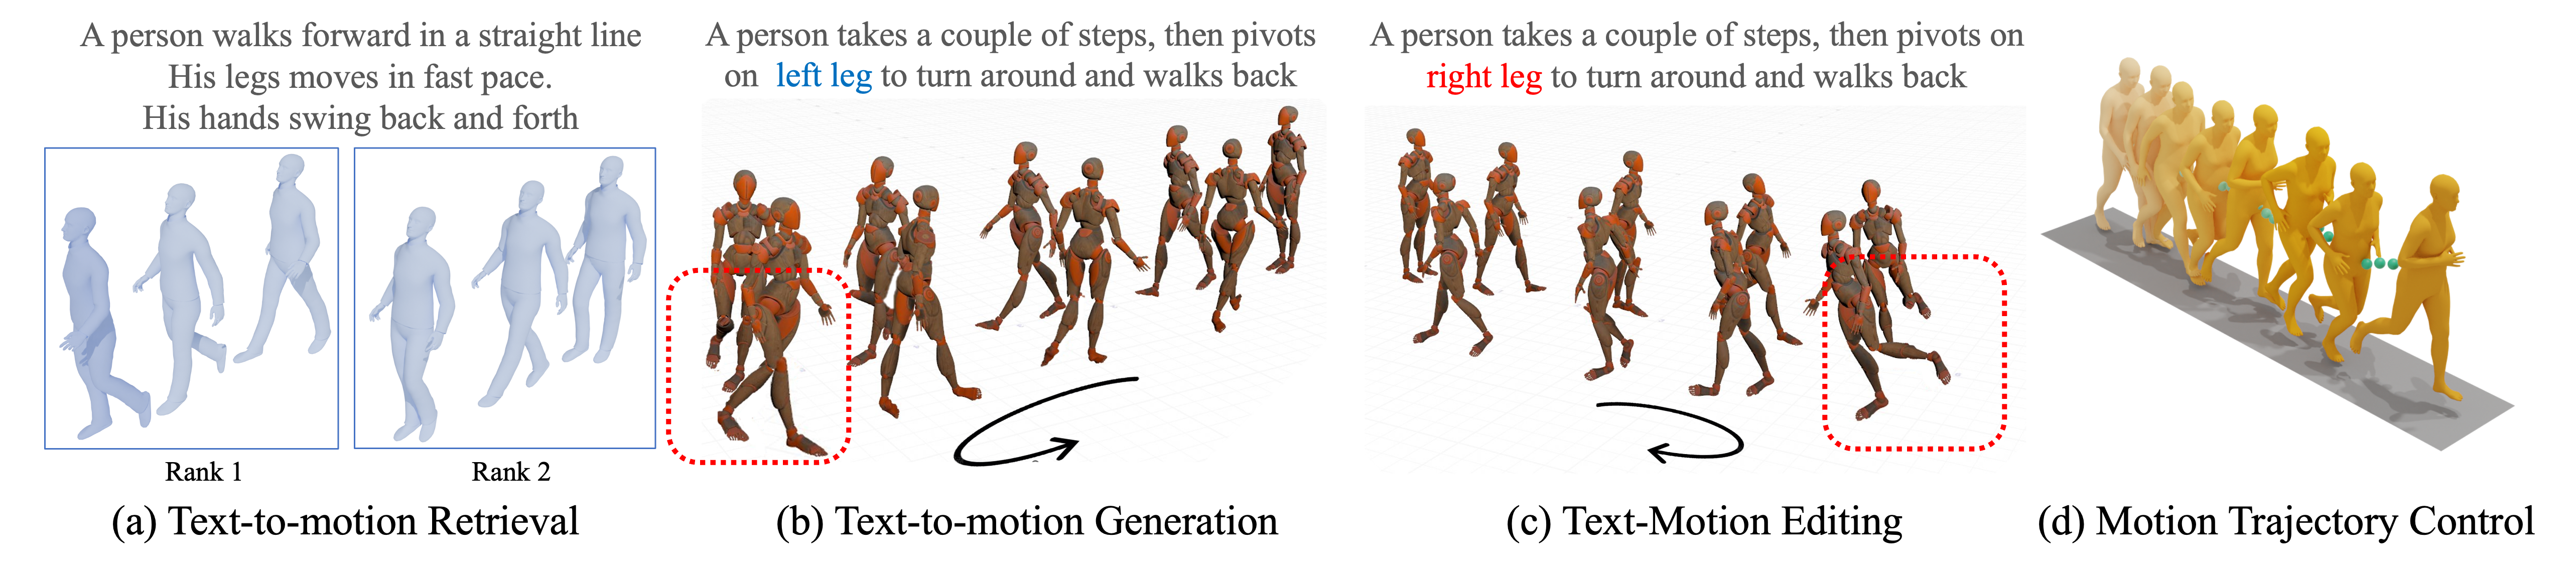 A person walks forward in a straight line
His legs moves in fast pace.
His hands swing back and forth
Rank 1
Rank 2
(a) Text-to-motion Retrieval
A person takes a couple of steps, then pivots
on left leg to turn around and walks back
(b) Text-to-motion Generation
A person takes a couple of steps, then pivots on
right leg to turn around and walks back
(c) Text-Motion Editing
(d) Motion Trajectory Control